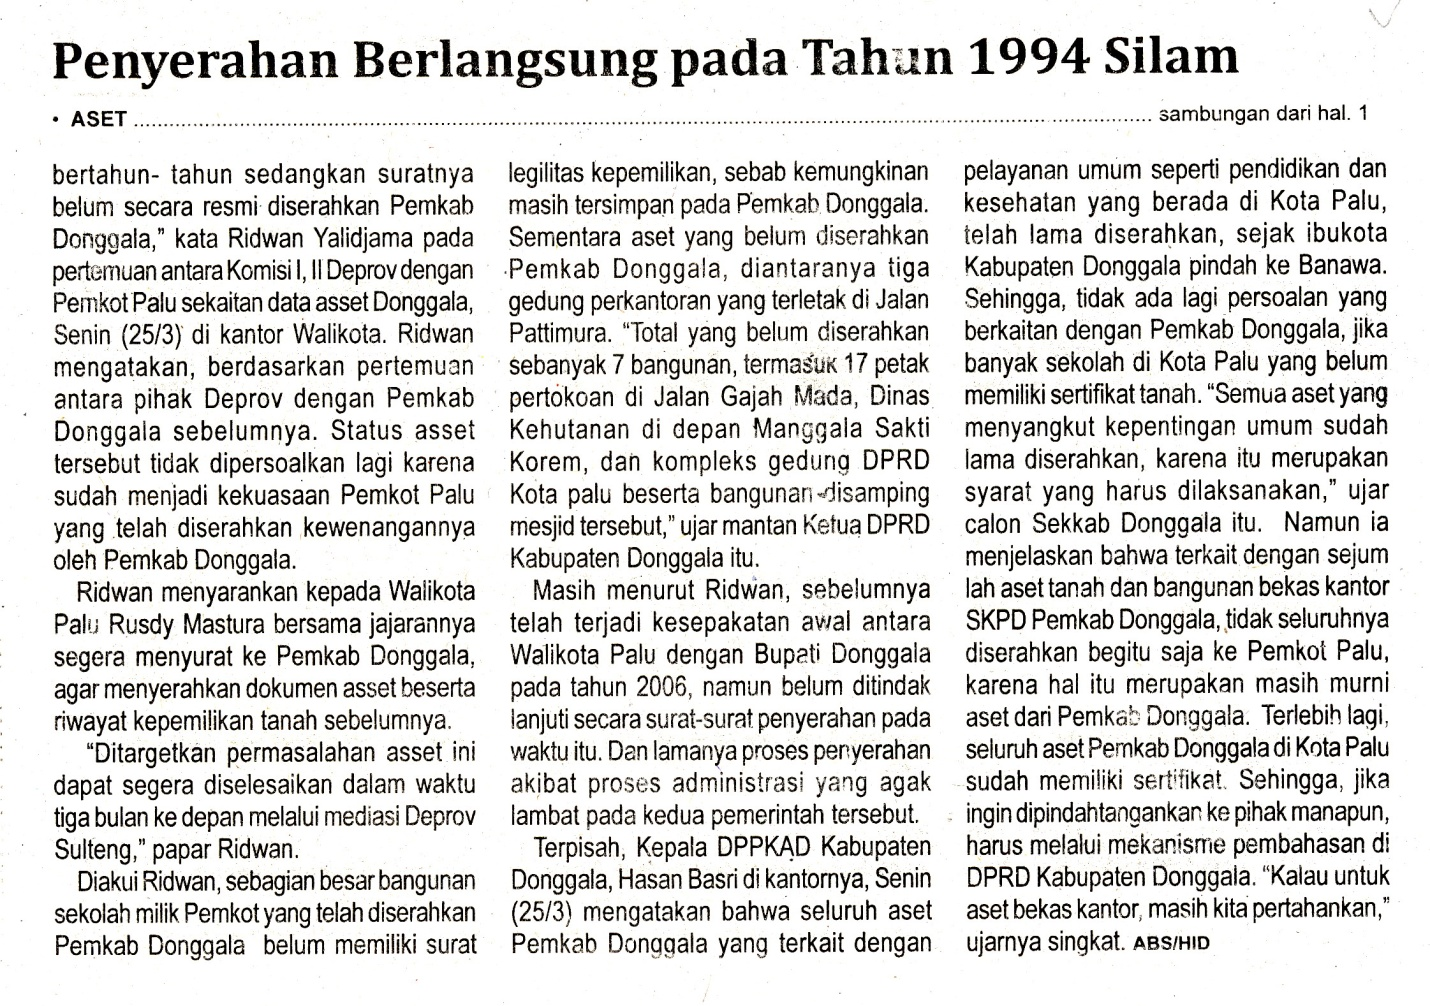 Penyerahan Berlangsung pada Tahun 1994 Silam
• ASET ........................................................ sambungan dari hal. 1
bertahun- tahun sedangkan suratnya
belum secara resmi diserahkan Pemkab
Donggala,” kata Ridwan Yalidjama pada
pertemuan antara Komisi I, II Deprov dengan
Pemkot Palu sekaitan data asset Donggala,
Senin (25/3) di kantor Walikota. Ridwan
mengatakan, berdasarkan pertemuan
antara pihak Deprov dengan Pemkab
Donggala sebelumnya. Status asset
tersebut tidak dipersoalkan lagi karena
sudah menjadi kekuasaan Pemkot Palu
yang telah diserahkan kewenangannya
oleh Pemkab Donggala.
Ridwan menyarankan kepada Walikota
Palu Rusdy Mastura bersama jajarannya
segera menyurat ke Pemkab Donggala,
agar menyerahkan dokumen asset beserta
riwayat kepemilikan tanah sebelumnya.
“Ditargetkan permasalahan asset ini
dapat segera diselesaikan dalam waktu
tiga bulan ke depan melalui mediasi Deprov
Sulteng,” papar Ridwan.
Diakui Ridwan, sebagian besar bangunan
sekolah milik Pemkot yang telah diserahkan
Pemkab Donggala belum memiliki surat
legilitas kepemilikan, sebab kemungkinan
masih tersimpan pada Pemkab Donggala.
Sementara aset yang belum diserahkan
Pemkab Donggala, diantaranya tiga
gedung perkantoran yang terletak di Jalan
Pattimura. “Total yang belum diserahkan
sebanyak 7 bangunan, termasuk 17 petak
pertokoan di Jalan Gajah Mada, Dinas
Kehutanan di depan Manggala Sakti
Korem, dan kompleks gedung DPRD
Kota palu beserta bangunan disamping
mesjid tersebut,” ujar mantan Ketua DPRD
Kabupaten Donggala itu.
Masih menurut Ridwan, sebelumnya
telah terjadi kesepakatan awal antara
Walikota Palu dengan Bupati Donggala
pada tahun 2006, namun belum ditindak
lanjuti secara surat-surat penyerahan pada
waktu itu. Dan lamanya proses penyerahan
akibat proses administrasi yang agak
lambat pada kedua pemerintah tersebut.
Terpisah, Kepala DPPKAD Kabupaten
Donggala, Hasan Basri di kantornya, Senin
(25/3) mengatakan bahwa seluruh aset
Pemkab Donggala yang terkait dengan
pelayanan umum seperti pendidikan dan
kesehatan yang berada di Kota Palu,
telah lama diserahkan, sejak ibukota
Kabupaten Donggala pindah ke Banawa.
Sehingga, tidak ada lagi persoalan yang
berkaitan dengan Pemkab Donggala, jika
banyak sekolah di Kota Palu yang belum
memiliki sertifikat tanah. “Semua aset yang
menyangkut kepentingan umum sudah
lama diserahkan, karena itu merupakan
syarat yang harus dilaksanakan,” ujar
calon Sekkab Donggala itu. Namun ia
menjelaskan bahwa terkait dengan sejum
lah aset tanah dan bangunan bekas kantor
SKPD Pemkab Donggala, tidak seluruhnya
diserahkan begitu saja ke Pemkot Palu,
karena hal itu merupakan masih murni
aset dari Pemkab Donggala. Terlebih lagi,
seluruh aset Pemkab Donggala di Kota Palu
sudah memiliki sertifikat. Sehingga, jika
ingin dipindahtangankan ke pihak manapun,
harus melalui mekanisme pembahasan di
DPRD Kabupaten Donggala. “Kalau untuk
aset bekas kantor, masih kita pertahankan,”
ujarnya singkat. ABS/HID